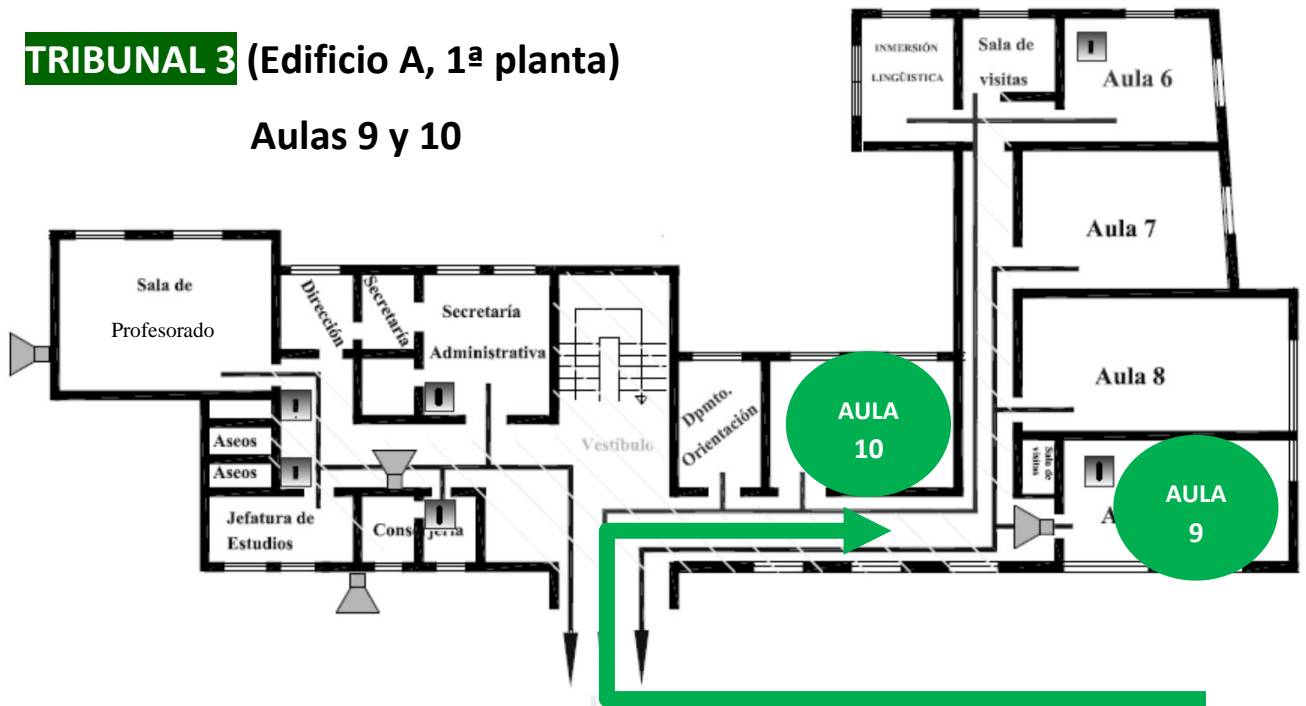 TRIBUNAL 3 (Edificio A, 1ª planta)
Aulas 9 y 10
INMERSIÓN
LINGÜISTICA
Sala de
visitas
Aula 6
Aula 7
Sala de
Profesorado
Dirección
Secretaría
Secretaría
Administrativa
Aula 8
Vestíbulo
Dpmto.
Orientación
AULA
10
Aseos
Aseos
Sala de
visitas
AULA
9
A
Jefatura de
Estudios
Conserjería